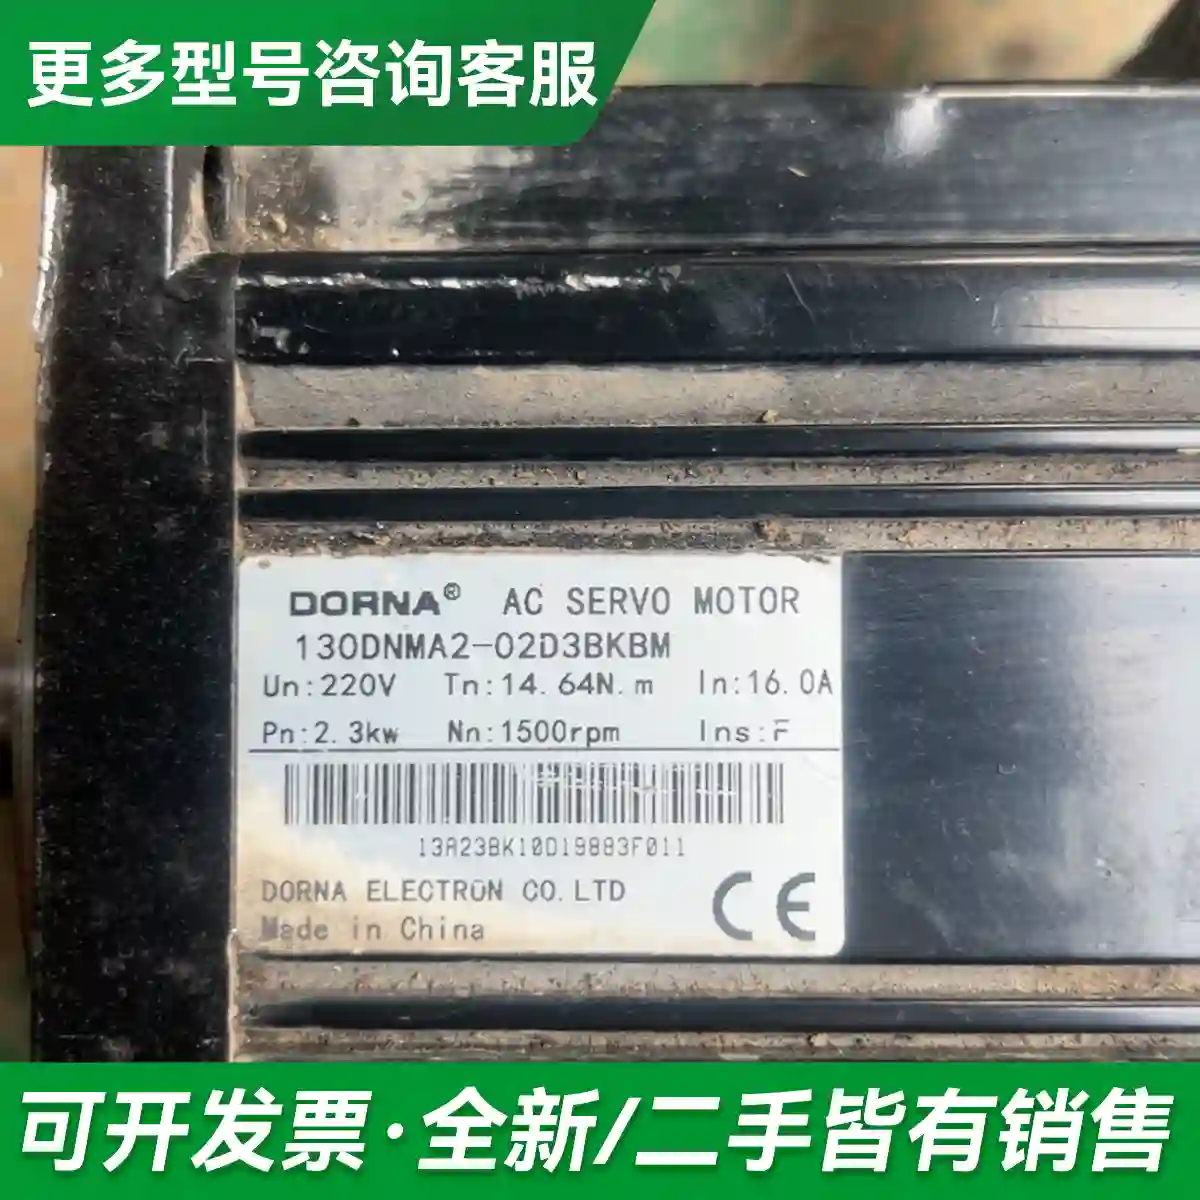 更多型号咨询客服
DORNA® AC SERVO MOTOR
130DNMA2-02D3BKBM
Un:220V Tn:14.64N.m In:16.0A
Pn:2.3kw Nn:1500rpm Ins:F
13A23BK10D19883F011
DORNA ELECTRON CO.LTD
Made in China
CE
可开发票·全新/二手皆有销售